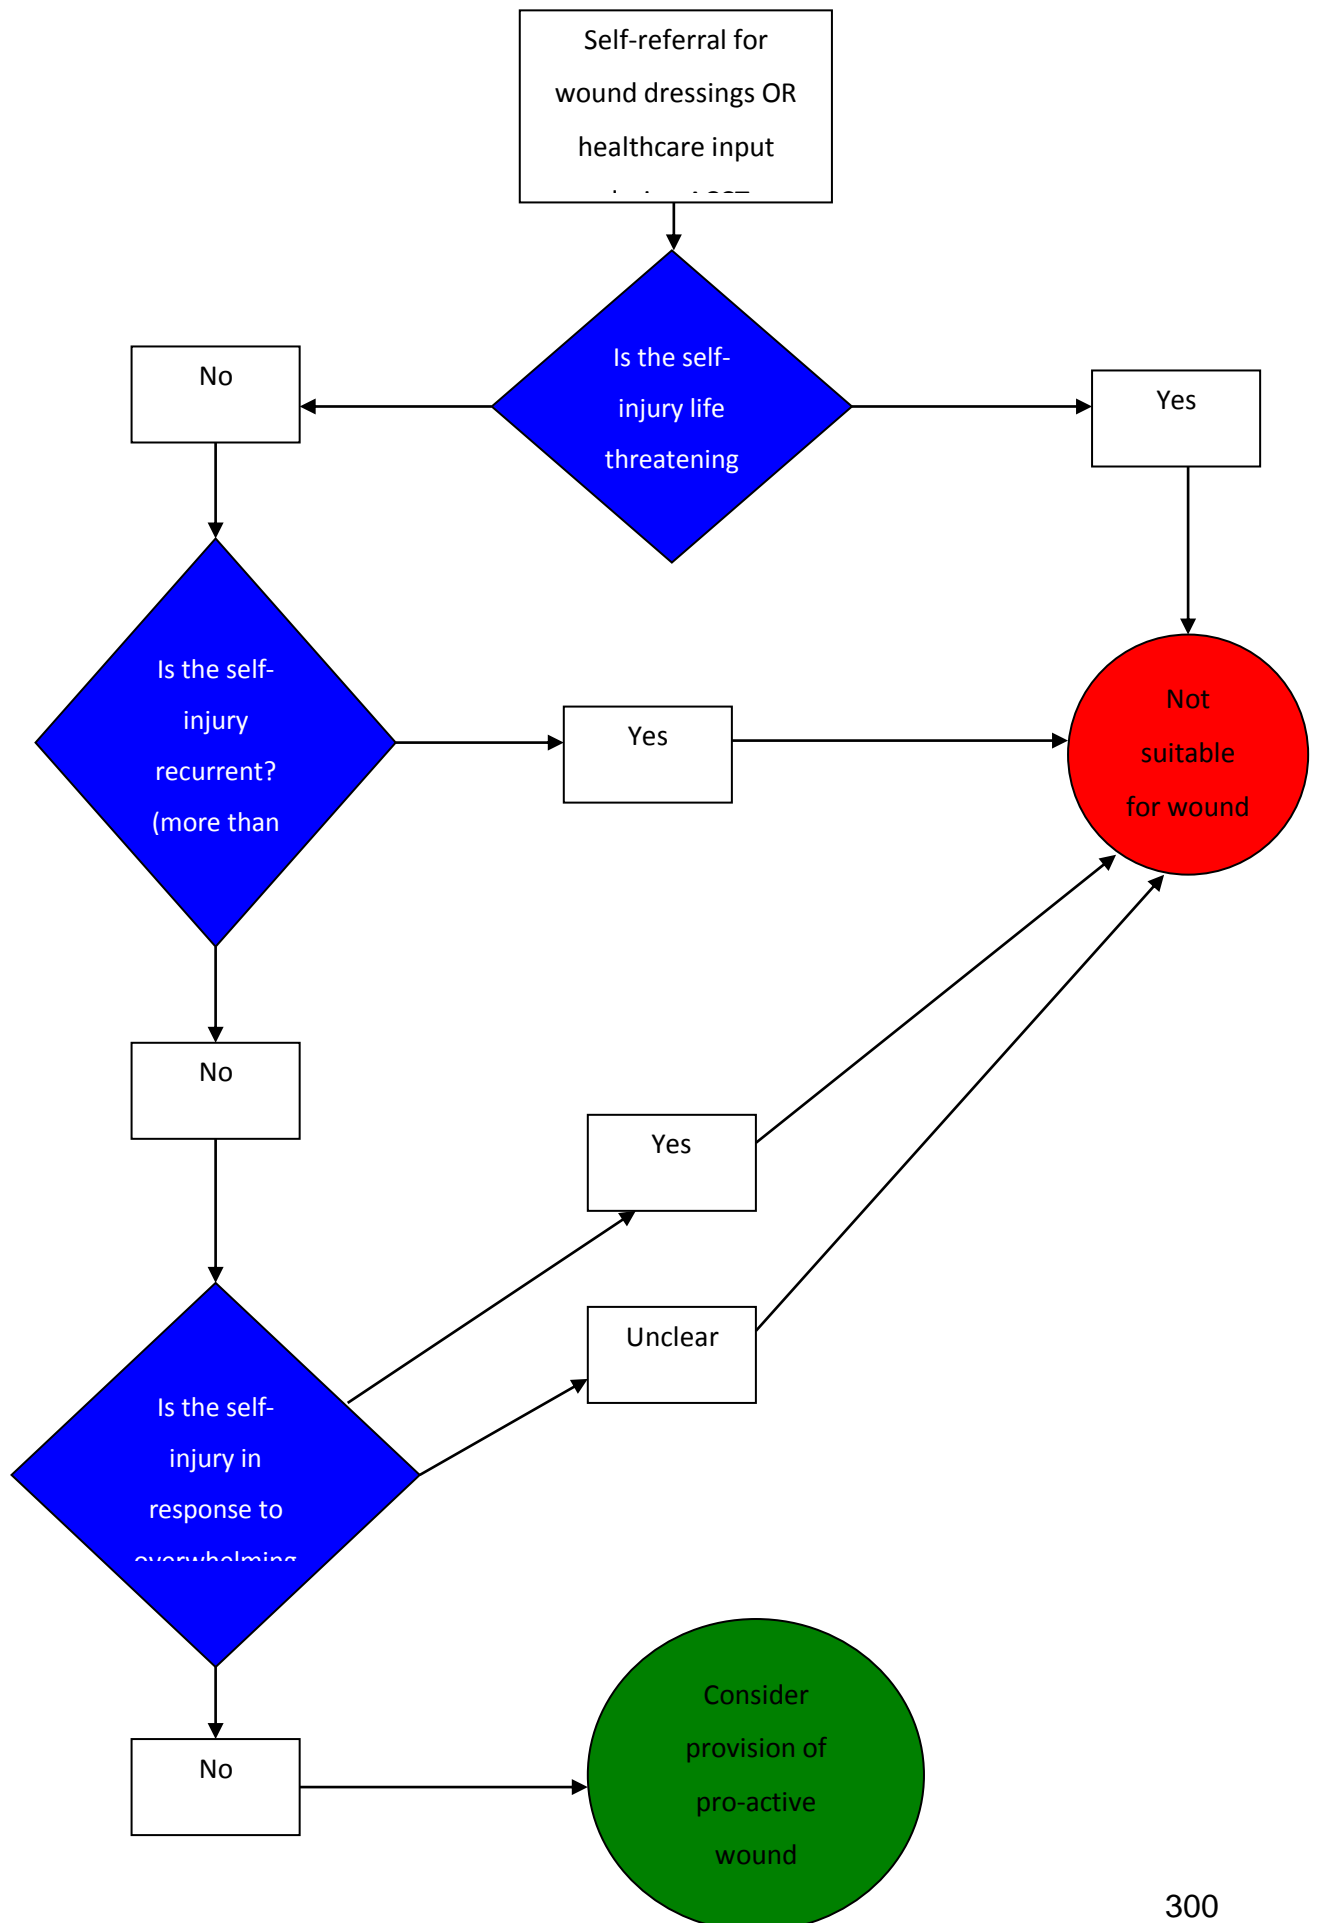 Self-referral for
wound dressings OR
healthcare input
No
Is the self-
injury life
threatening
Yes
Is the self-
injury
recurrent?
(more than
Yes
Not
suitable
for wound
No
Yes
Unclear
Is the self-
injury in
response to
overwhelming
No
Consider
provision of
pro-active
wound
300